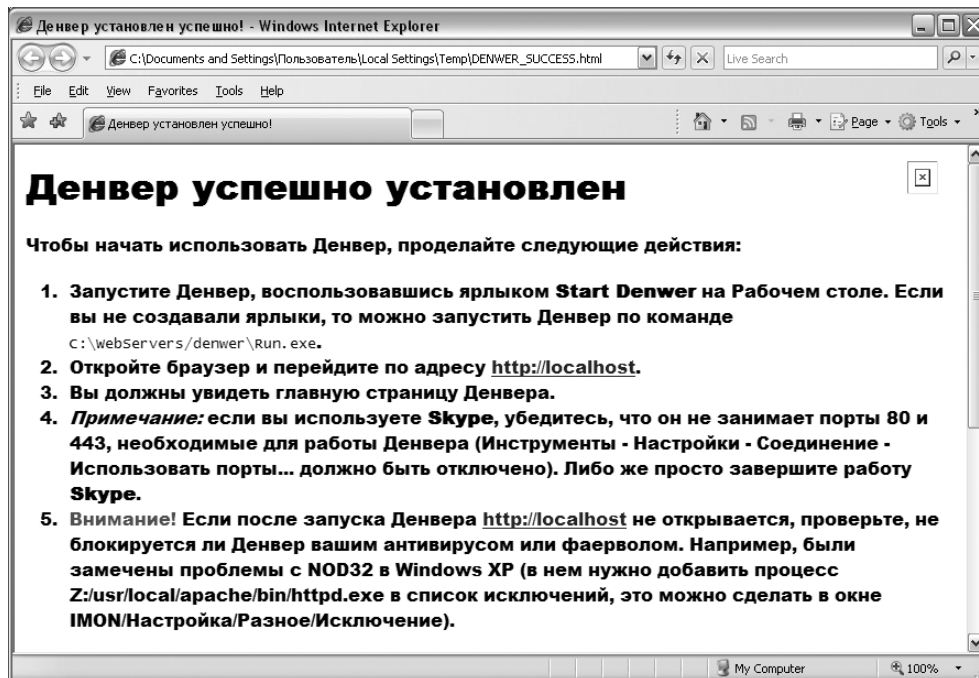 Денвер установлен успешно! - Windows Internet Explorer
C:\Documents and Settings\Пользователь\Local Settings\Temp\DENWER_SUCCESS.html
Live Search
File Edit View Favorites Tools Help
Денвер установлен успешно!
Page
Tools
Денвер успешно установлен
Чтобы начать использовать Денвер, проделайте следующие действия:
1. Запустите Денвер, воспользовавшись ярлыком Start Denwer на Рабочем столе. Если
вы не создавали ярлыки, то можно запустить Денвер по команде
C:\WebServers/denwer\Run.exe.
2. Откройте браузер и перейдите по адресу http://localhost.
3. Вы должны увидеть главную страницу Денвера.
4. Примечание: если вы используете Skype, убедитесь, что он не занимает порты 80 и
443, необходимые для работы Денвера (Инструменты - Настройки - Соединение -
Использовать порты... должно быть отключено). Либо же просто завершите работу
Skype.
5. Внимание! Если после запуска Денвера http://localhost не открывается, проверьте, не
блокируется ли Денвер вашим антивирусом или фаерволом. Например, были
замечены проблемы с NOD32 в Windows XP (в нем нужно добавить процесс
Z:/usr/local/apache/bin/httpd.exe в список исключений, это можно сделать в окне
IMON/Настройка/Разное/Исключение).
My Computer
100%